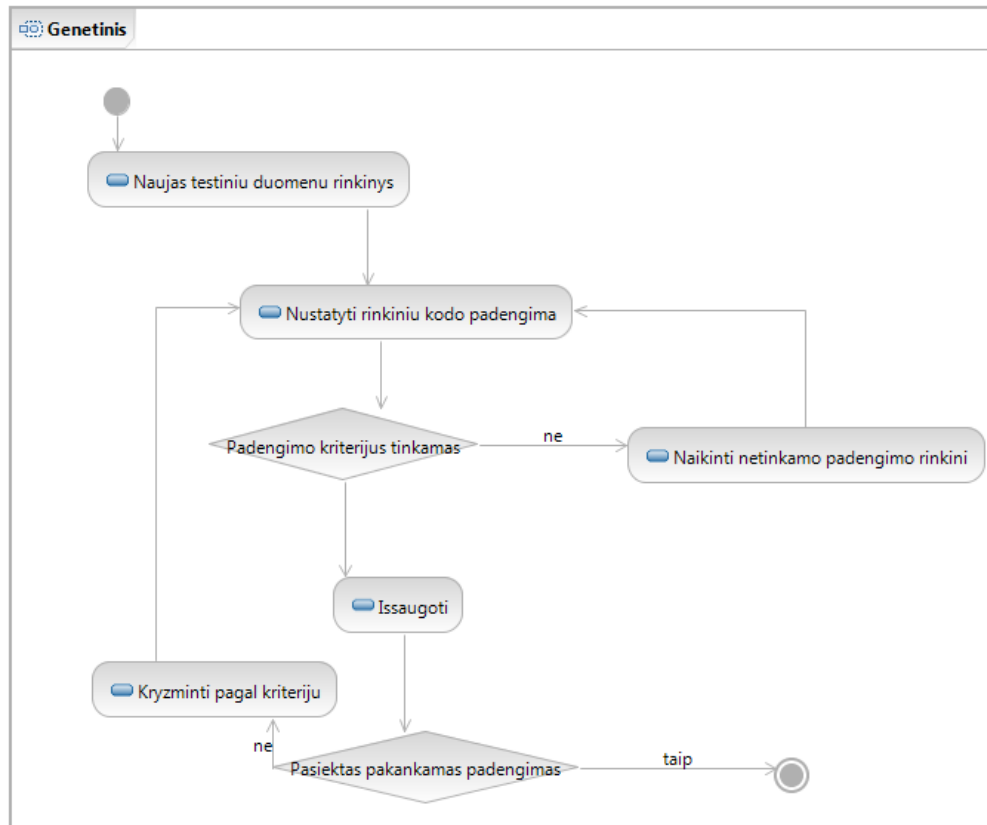 Genetinis
Naujas testiniu duomenu rinkinys
Nustatyti rinkiniu kodo padengima
Padengimo kriterijus tinkamas
ne
Naikinti netinkamo padengimo rinkini
Issaugoti
Kryzminti pagal kriteriju
ne
Pasiektas pakankamas padengimas
taip